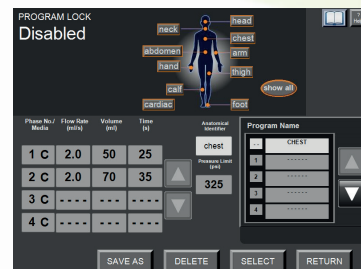 PROGRAM LOCK
Disabled
head
neck
chest
abdomen
arm
hand
thigh
calf
show all
cardiac
foot
Phase No./ Media
Flow Rate (ml/s)
Volume (ml)
Time (s)
Anatomical Identifier
Program Name
1 C 2.0 50 25
chest
-- CHEST
Pressure Limit (psi)
1 ------
2 C 2.0 70 35
325
2 ------
3 C ---- ---- ----
3 ------
4 C ---- ---- ----
4 ------
SAVE AS
DELETE
SELECT
RETURN